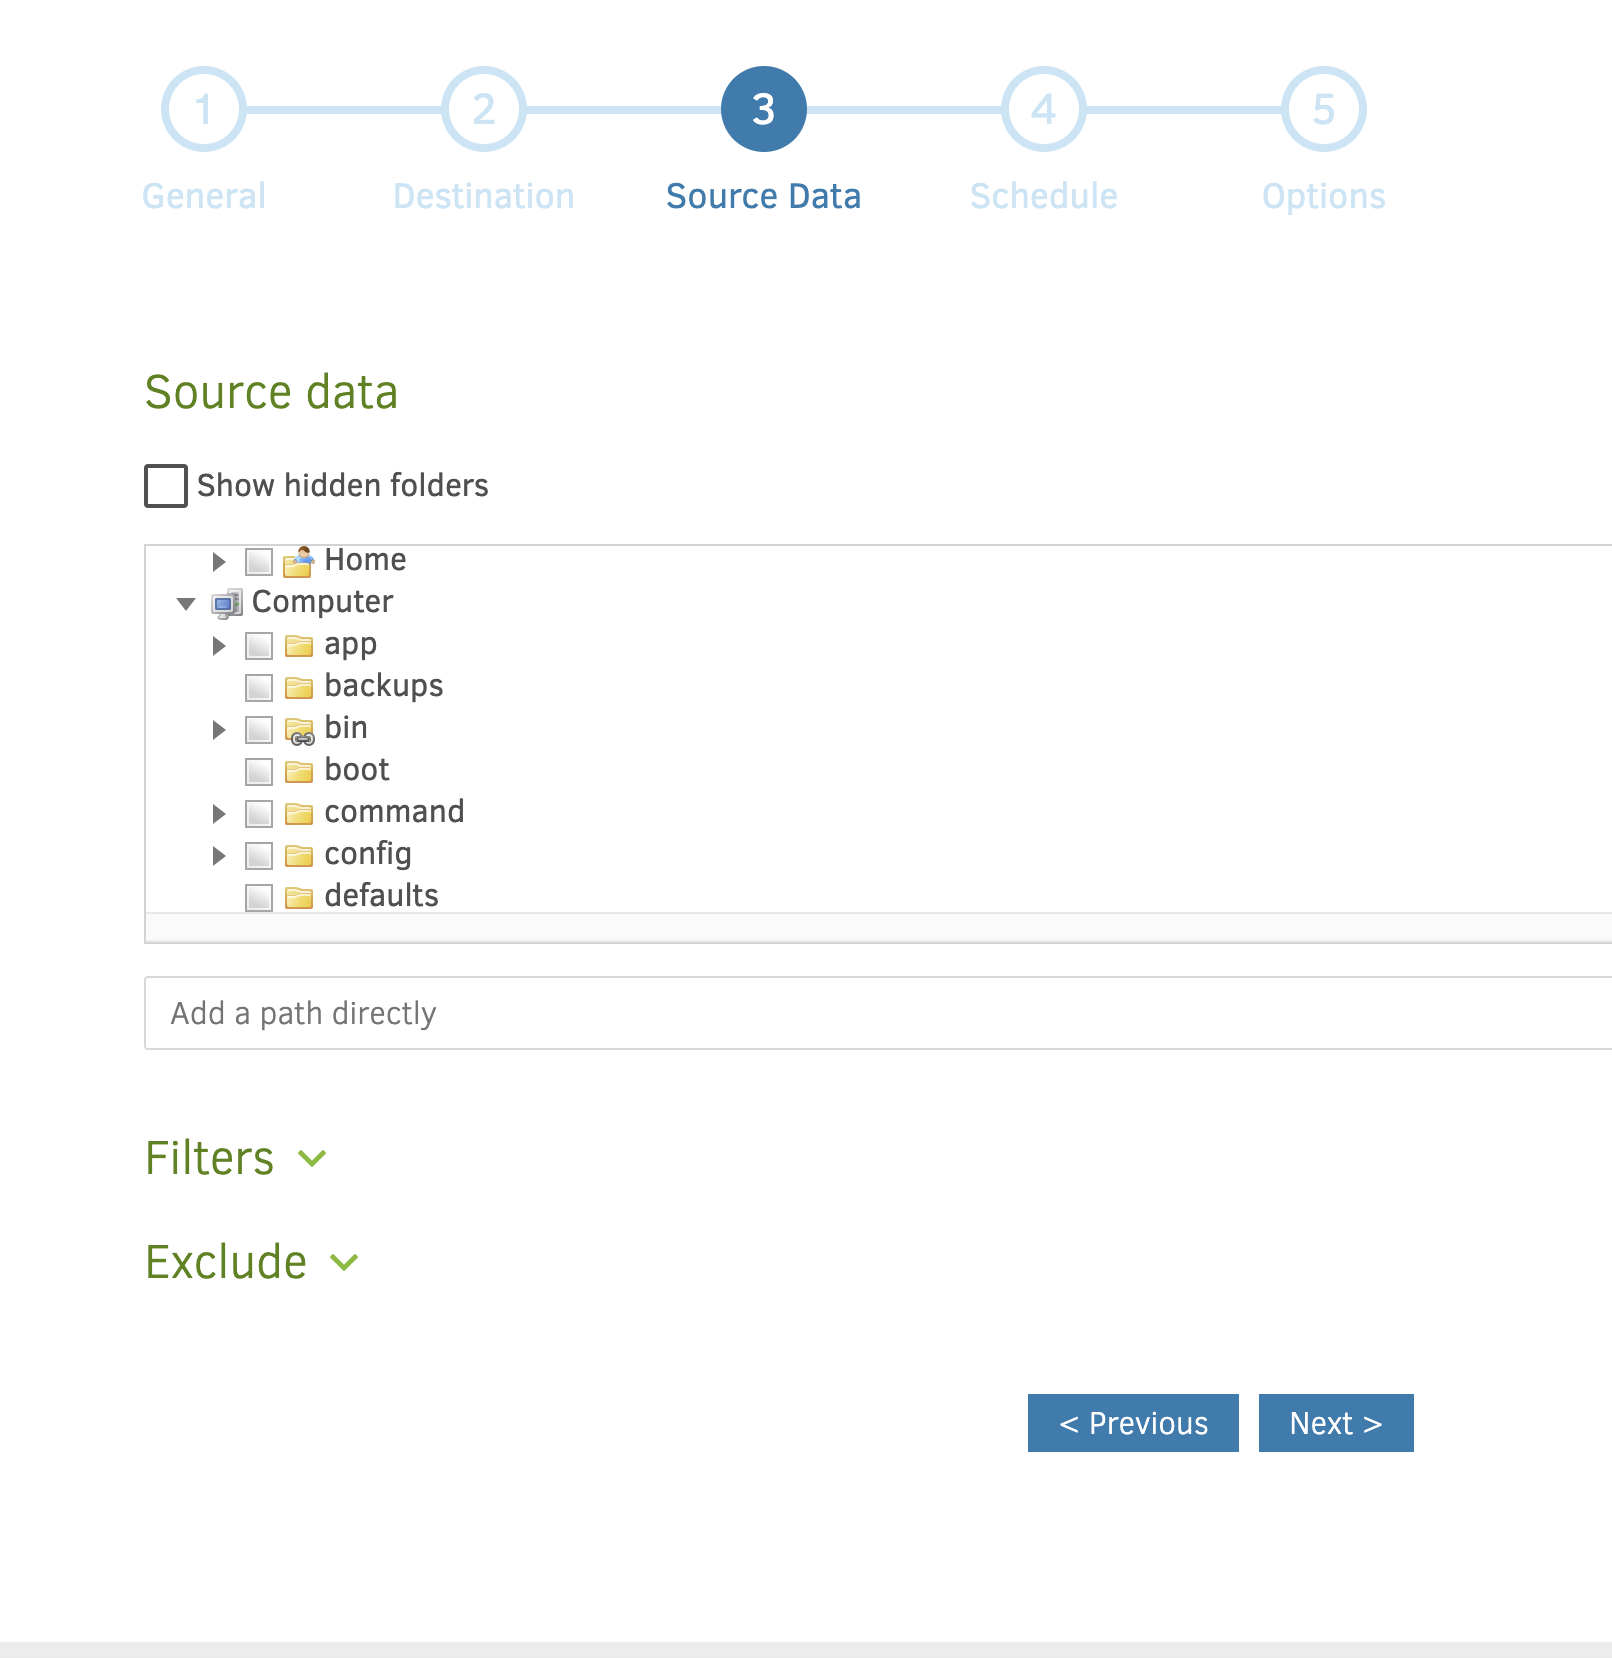 1 2 3 4 5
General Destination Source Data Schedule Options
Source data
Show hidden folders
Home
Computer
app
backups
bin
boot
command
config
defaults
Add a path directly
Filters
Exclude
< Previous Next >